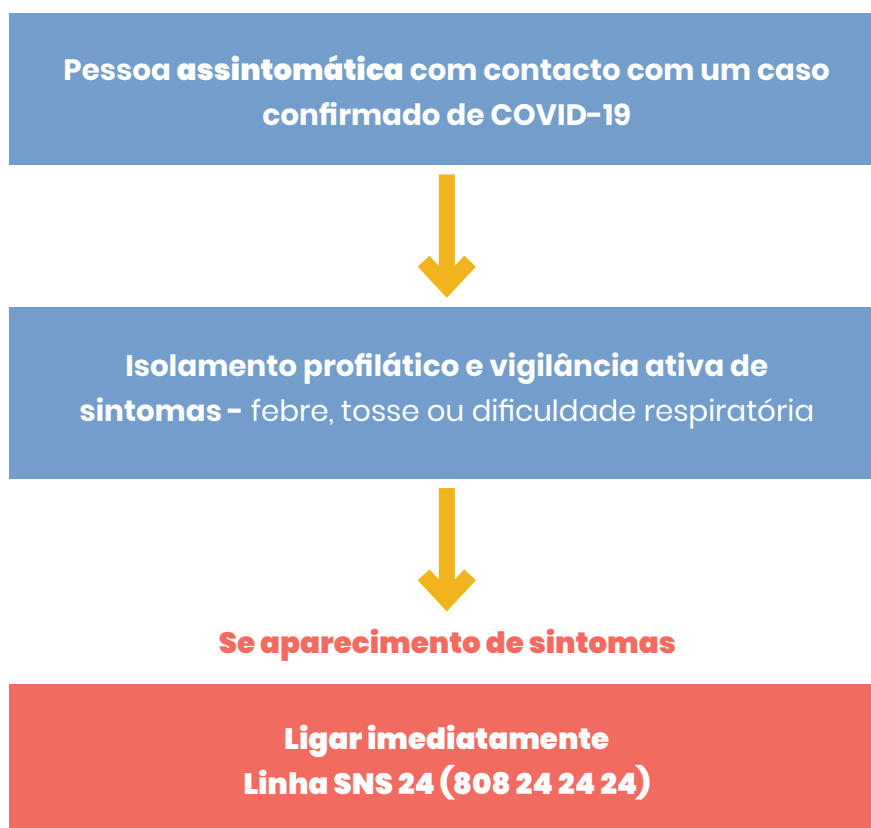 Pessoa assintomática com contacto com um caso
confirmado de COVID-19
Isolamento profilático e vigilância ativa de
sintomas - febre, tosse ou dificuldade respiratória
Se aparecimento de sintomas
Ligar imediatamente
Linha SNS 24 (808 24 24 24)